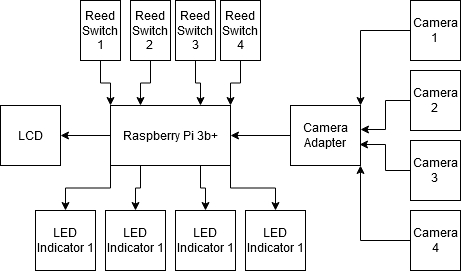 Reed
Switch
1
Reed
Switch
2
Reed
Switch
3
Reed
Switch
4
Camera
1
Camera
2
LCD
Raspberry Pi 3b+
Camera
Adapter
Camera
3
LED
Indicator 1
LED
Indicator 1
LED
Indicator 1
LED
Indicator 1
Camera
4